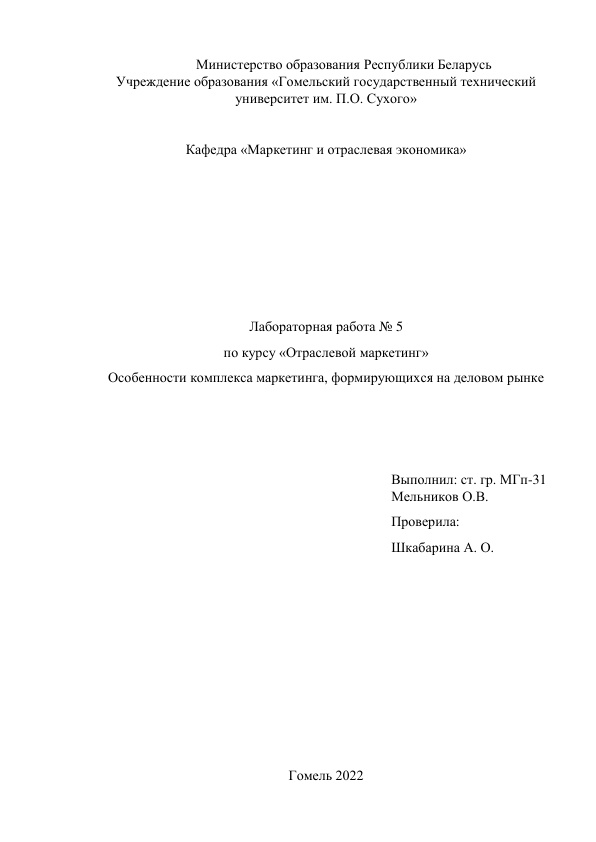 Министерство образования Республики Беларусь
Учреждение образования «Гомельский государственный технический
университет им. П.О. Сухого»
Кафедра «Маркетинг и отраслевая экономика»
Лабораторная работа № 5
по курсу «Отраслевой маркетинг»
Особенности комплекса маркетинга, формирующихся на деловом рынке
Выполнил: ст. гр. МГп-31
Мельников О.В.
Проверила:
Шкабарина А. О.
Гомель 2022